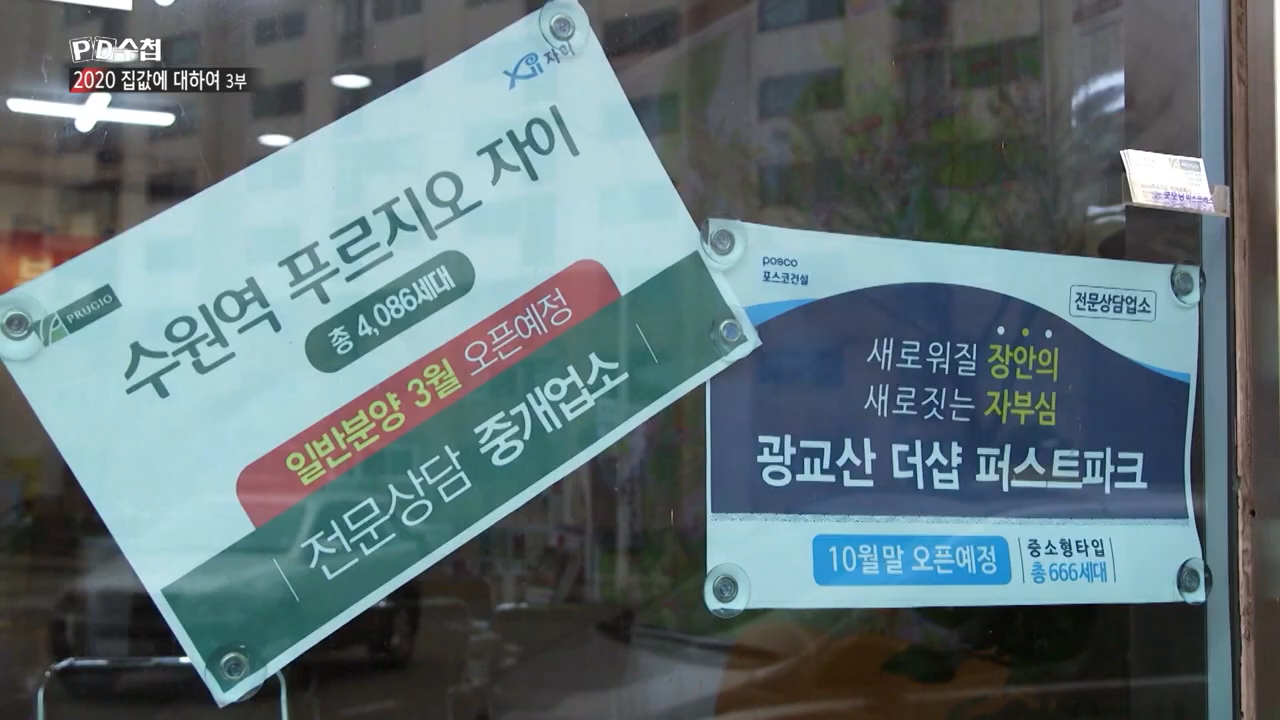 PD수첩
2020 집값에 대하여 3부
자이
수원역 푸르지오 자이
PRUGIO
총 4,086세대
일반분양 3월 오픈예정
전문상담 중개업소
posco
포스코건설
전문상담업소
새로워질 장안의
새로짓는 자부심
광교산 더샵 퍼스트파크
10월말 오픈예정
중소형타입
총 666세대